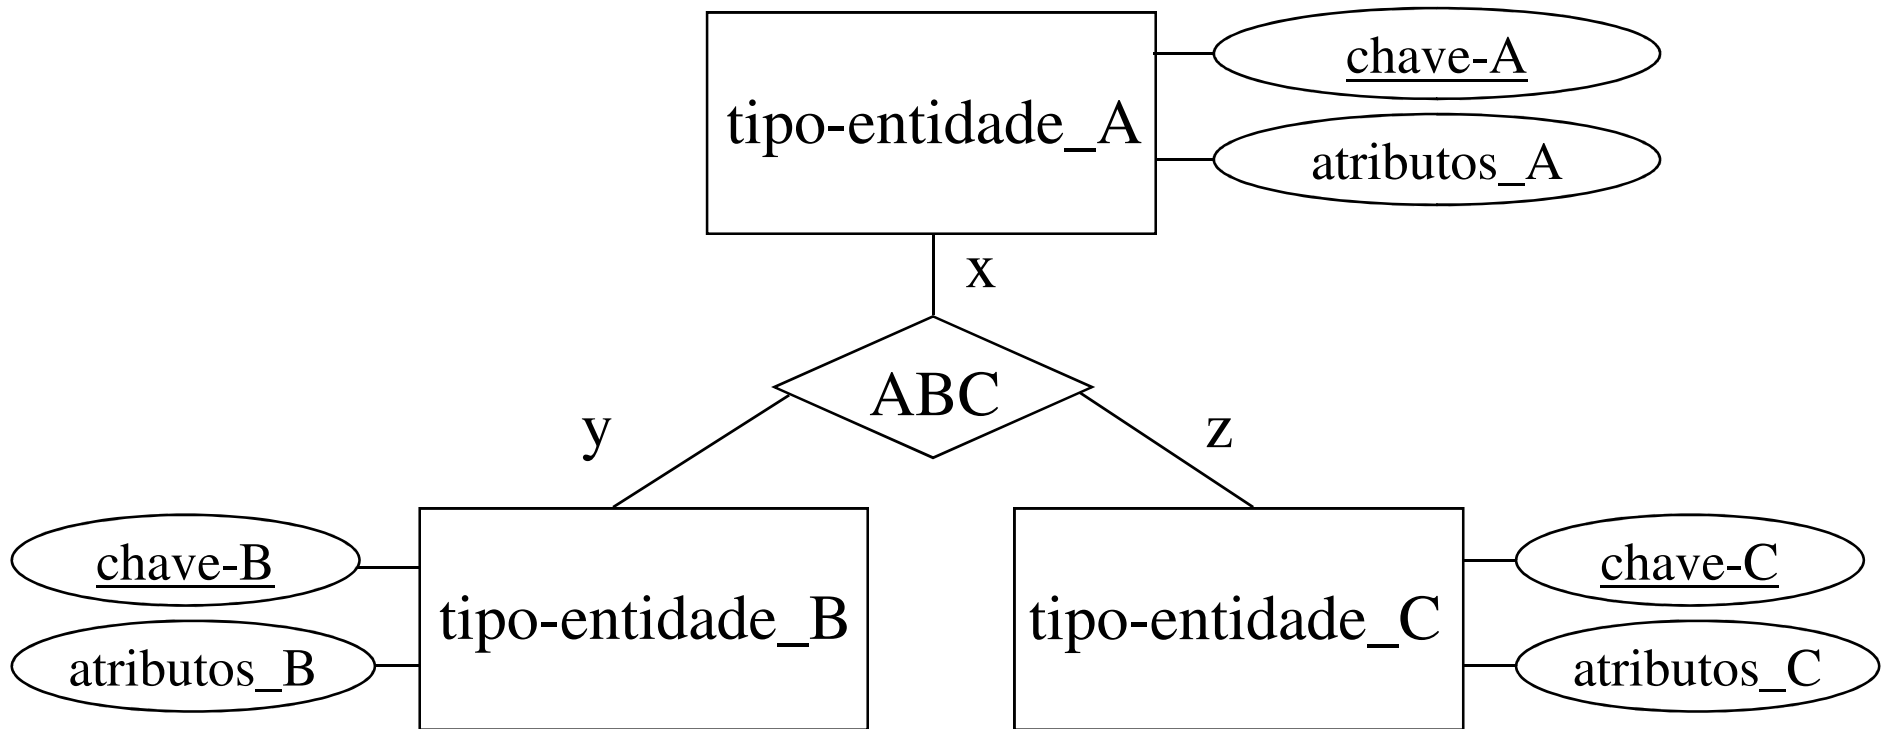 chave-A
tipo-entidade_A
atributos_A
x
ABC
y
z
chave-B
tipo-entidade_B
atributos_B
chave-C
tipo-entidade_C
atributos_C